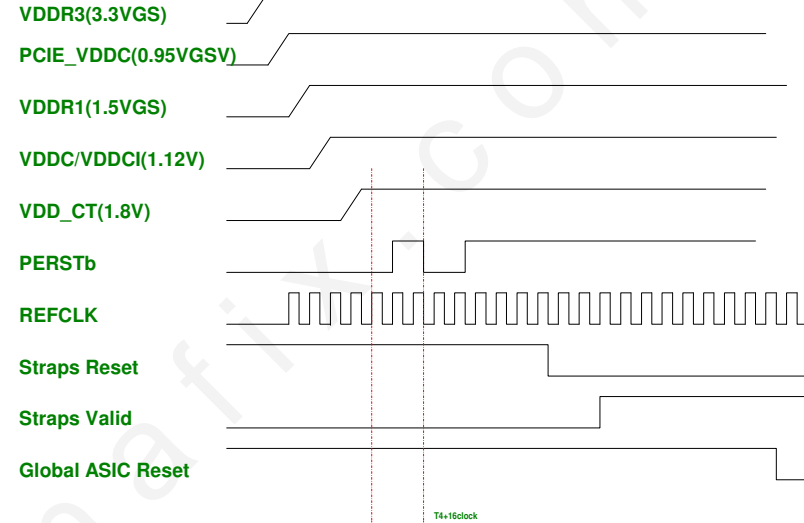 VDDR3(3.3VGS)
PCIE_VDDC(0.95VGSV)
VDDR1(1.5VGS)
VDDC/VDDCI(1.12V)
VDD_CT(1.8V)
PERSTb
REFCLK
Straps Reset
Straps Valid
Global ASIC Reset
T4+16clock